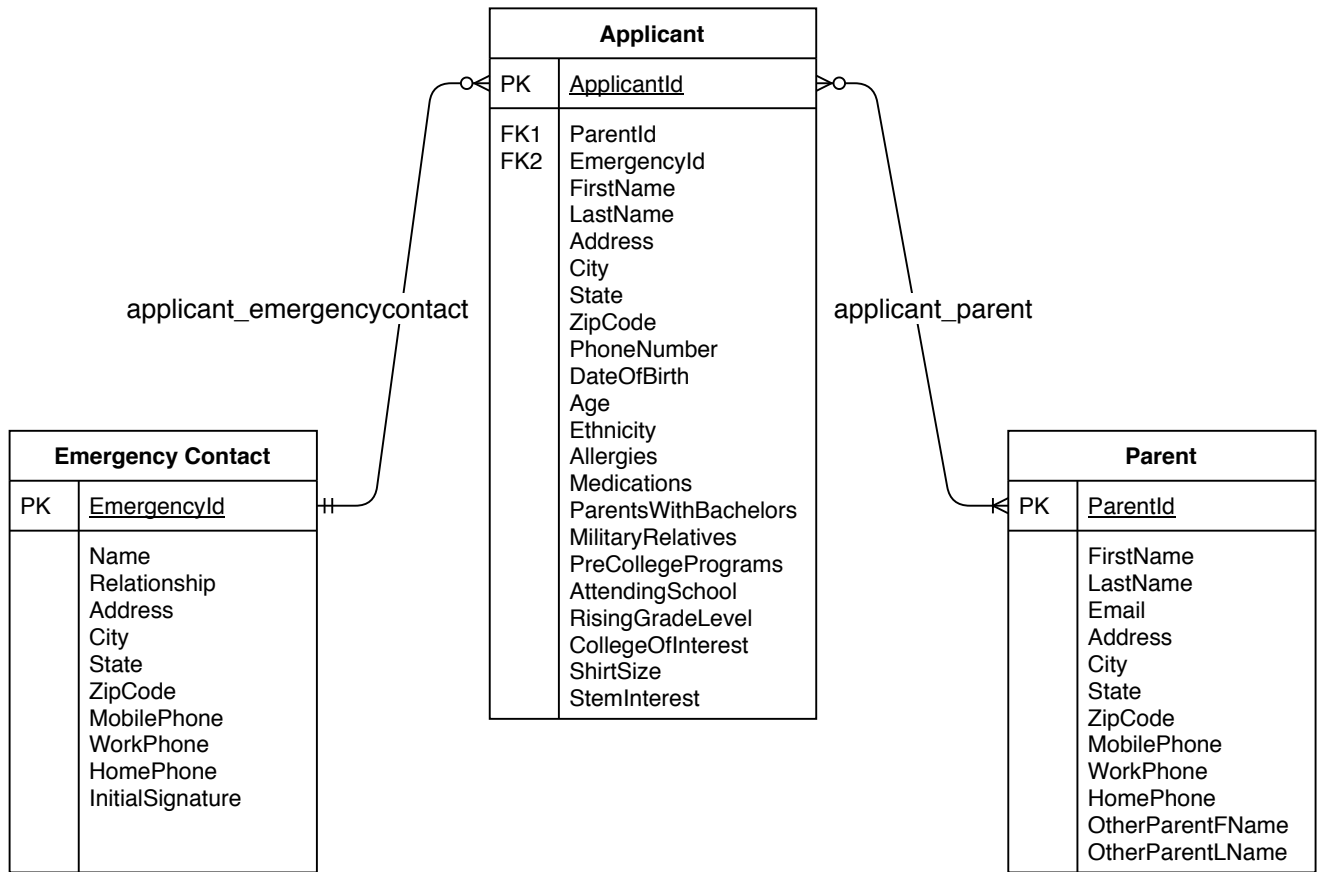 Applicant
PK ApplicantId
FK1 ParentId
FK2 EmergencyId
FirstName
LastName
Address
City
State
ZipCode
PhoneNumber
DateOfBirth
Age
Ethnicity
Allergies
Medications
ParentsWithBachelors
MilitaryRelatives
PreCollegePrograms
AttendingSchool
RisingGradeLevel
CollegeOfInterest
ShirtSize
StemInterest
applicant_emergencycontact
applicant_parent
Emergency Contact
PK EmergencyId
Name
Relationship
Address
City
State
ZipCode
MobilePhone
WorkPhone
HomePhone
InitialSignature
Parent
PK ParentId
FirstName
LastName
Email
Address
City
State
ZipCode
MobilePhone
WorkPhone
HomePhone
OtherParentFName
OtherParentLName